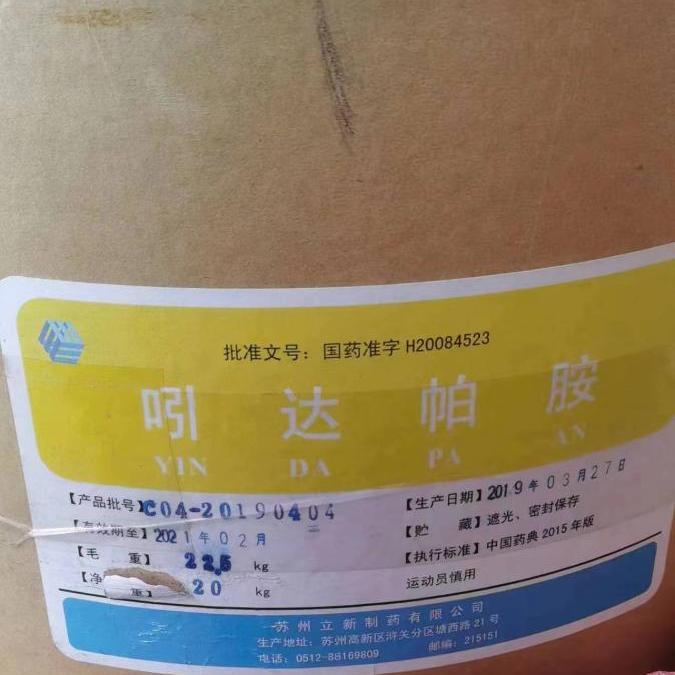 批准文号：国药准字 H20084523
吲达帕胺
YIN DA PA AN
【产品批号】C04-20190404
【生产日期】2019年03月27日
【有效期至】2021年02月
【贮 藏】遮光、密封保存
【毛 重】22.5 kg
【执行标准】中国药典 2015 年版
【净 重】20 kg
运动员慎用
苏州立新制药有限公司
生产地址：苏州高新区浒关分区塘西路 21 号
电话：0512-88169809 邮编：215151